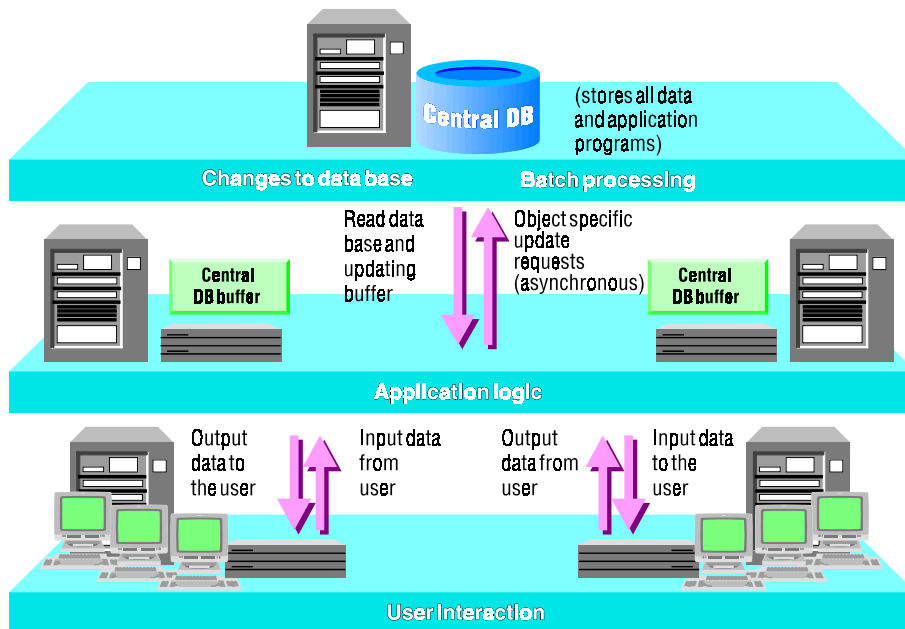 Central DB
(stores all data
and application
programs)
Changes to data base
Batch processing
Read data
base and
updating
buffer
Object specific
update
requests
(asynchronous)
Central
DB buffer
Central
DB buffer
Application logic
Output
data to
the user
Input data
from
user
Output
data from
user
Input data
to the
user
User Interaction